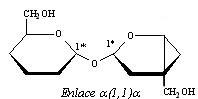 CH₂OH
O O
1* 1*
O
CH₂OH
Enlace α(1,1)α